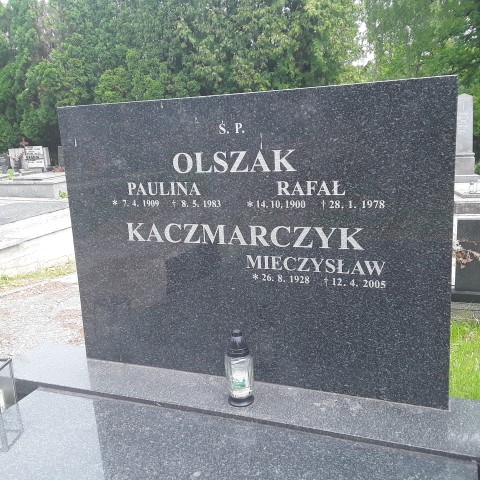 Ś. P.
OLSZAK
PAULINA RAFAŁ
* 7. 4. 1909 † 8. 5. 1983 * 14. 10. 1900 † 28. 1. 1978
KACZMARCZYK
MIECZYSŁAW
* 26. 8. 1928 † 12. 4. 2005